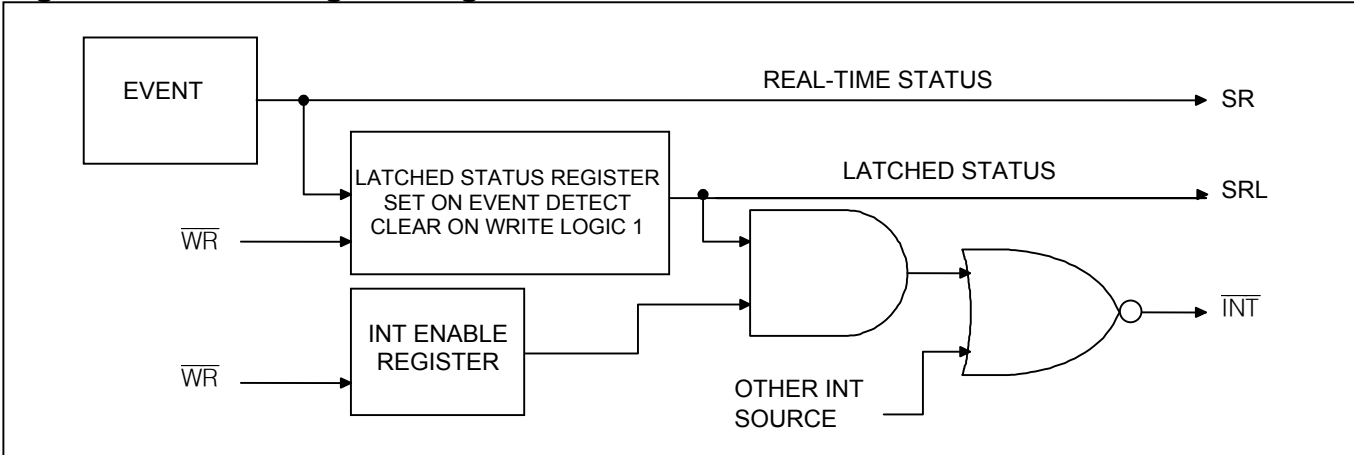 EVENT
REAL-TIME STATUS
SR
LATCHED STATUS REGISTER
SET ON EVENT DETECT
CLEAR ON WRITE LOGIC 1
LATCHED STATUS
SRL
WR
INT ENABLE
REGISTER
WR
INT
OTHER INT
SOURCE